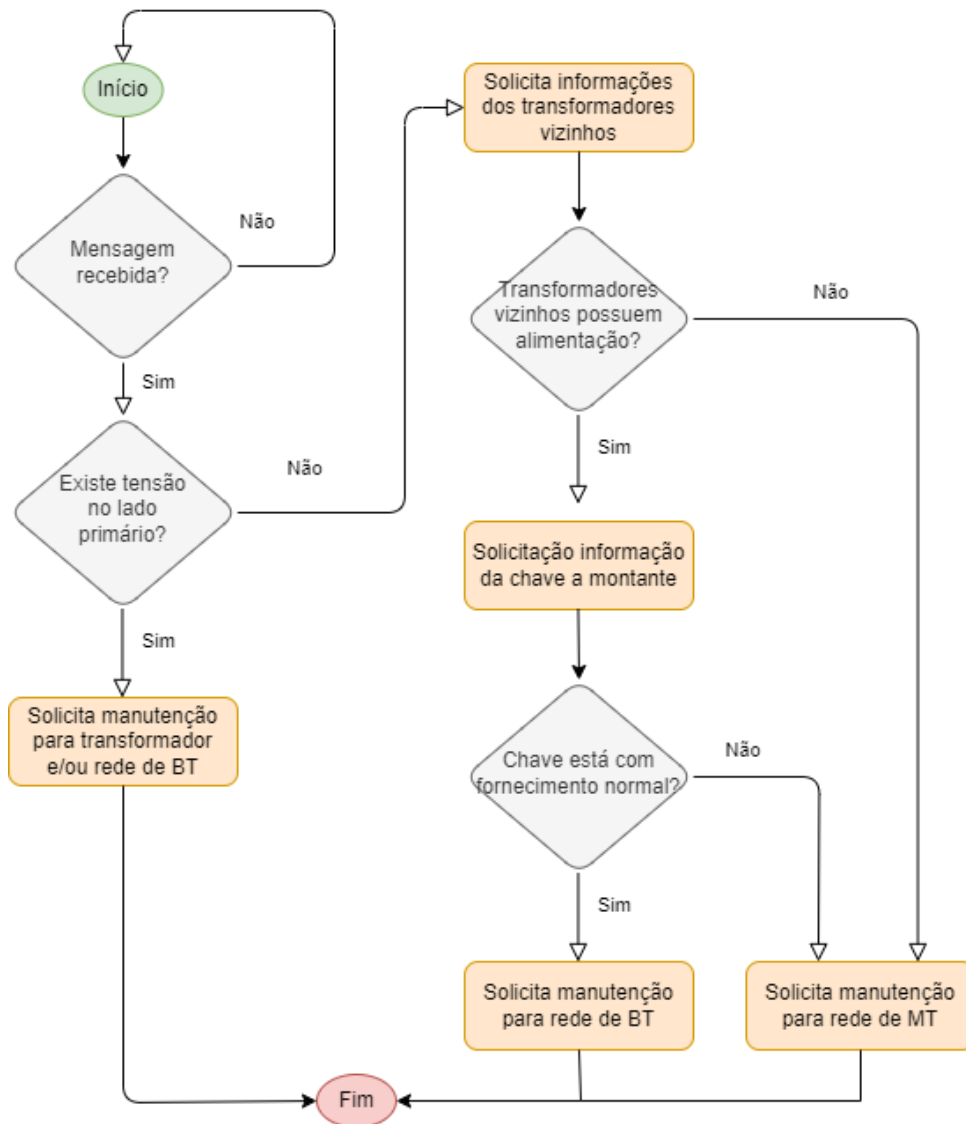 Início
Não
Mensagem
recebida?
Sim
Existe tensão
no lado
primário?
Não
Sim
Solicita manutenção
para transformador
e/ou rede de BT
Solicita informações
dos transformadores
vizinhos
Transformadores
vizinhos possuem
alimentação?
Não
Sim
Solicitação informação
da chave a montante
Chave está com
fornecimento normal?
Não
Sim
Solicita manutenção
para rede de BT
Solicita manutenção
para rede de MT
Fim